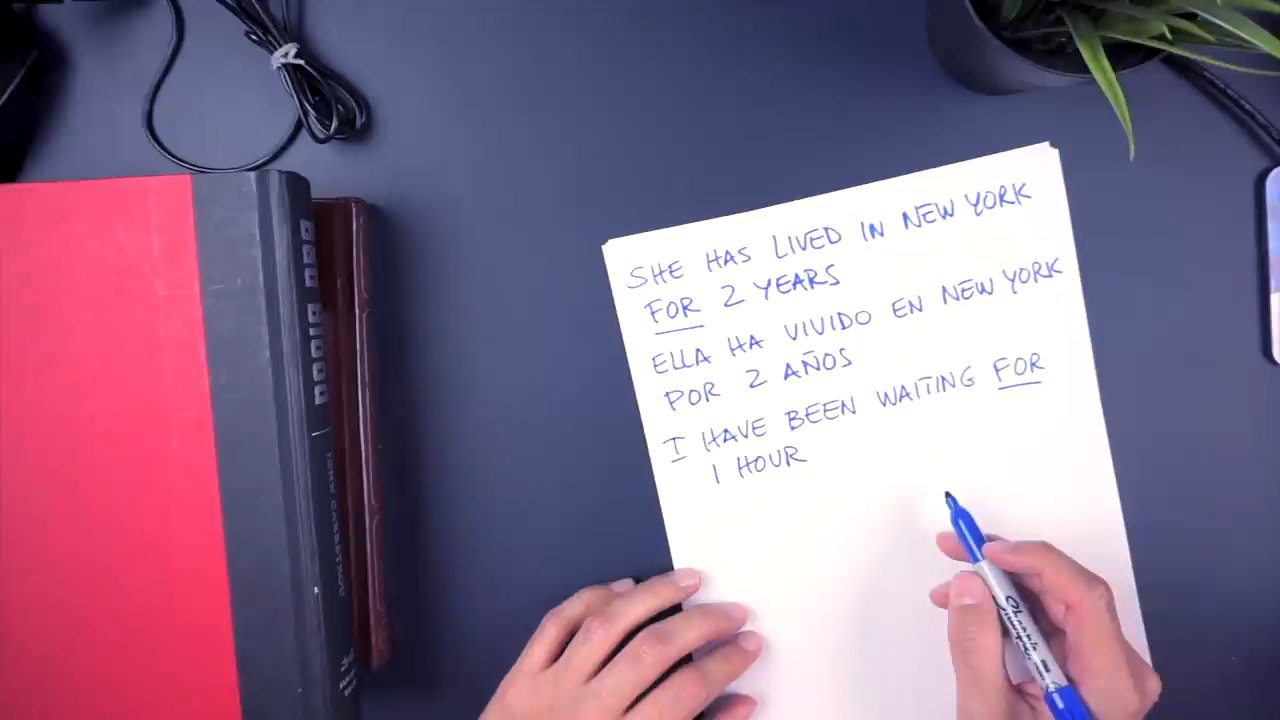 SHE HAS LIVED IN NEW YORK
FOR 2 YEARS
ELLA HA VIVIDO EN NEW YORK
POR 2 AÑOS
I HAVE BEEN WAITING FOR
1 HOUR